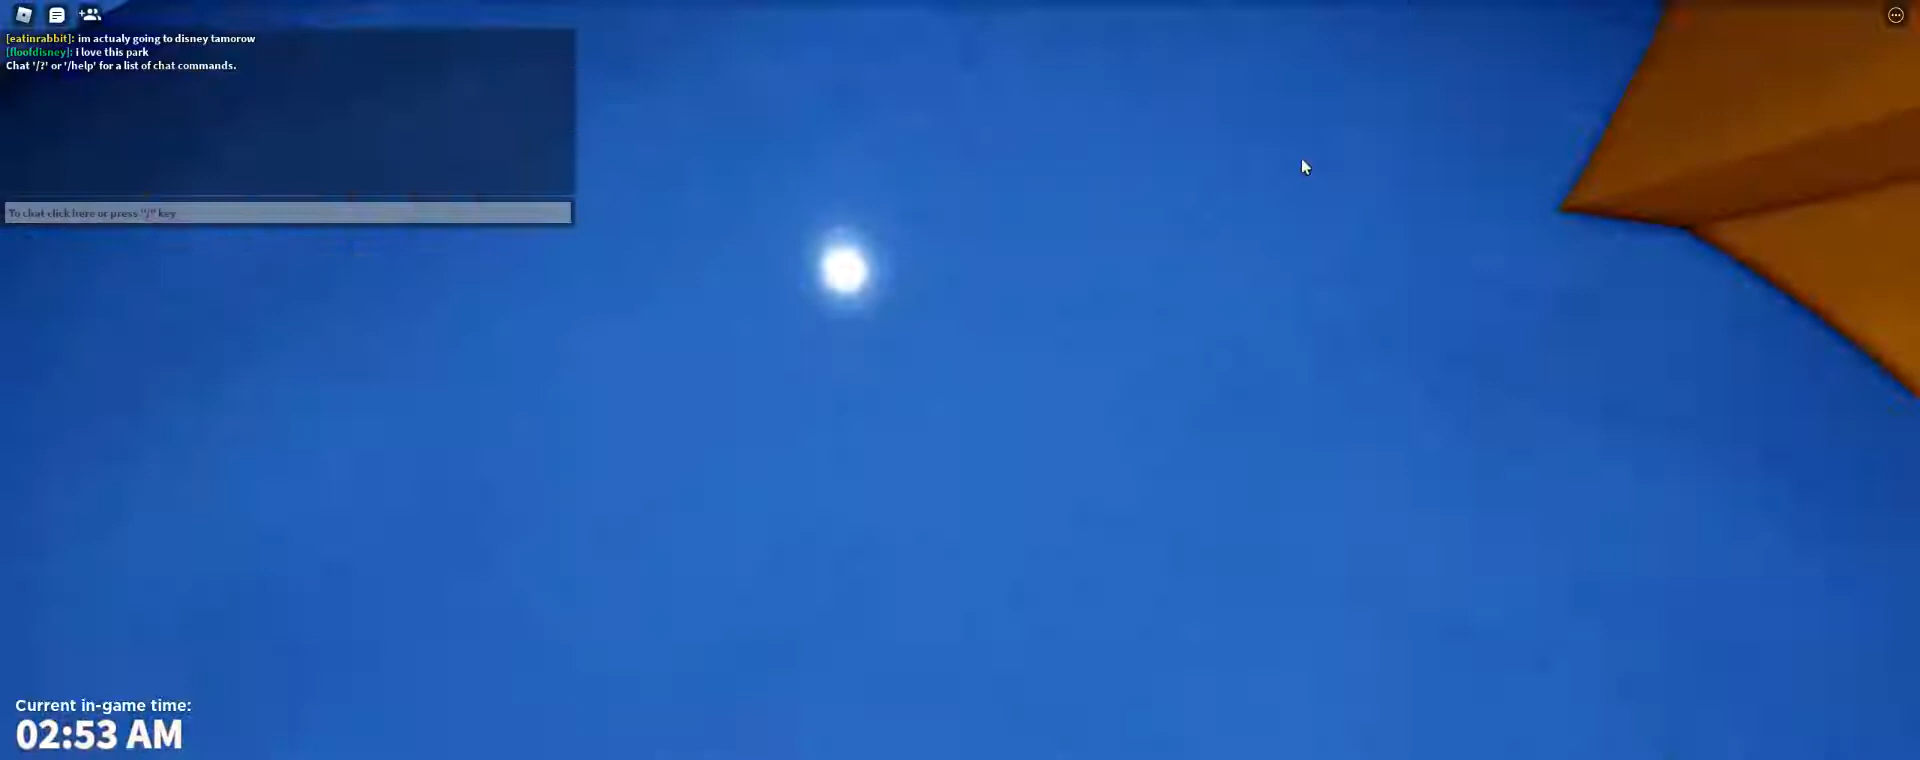 [eatinrabbit]: im actualy going to disney tamorow
[floofdisney]: i love this park
Chat '/?' or '/help' for a list of chat commands.
To chat click here or press "/" key
Current in-game time:
02:53 AM